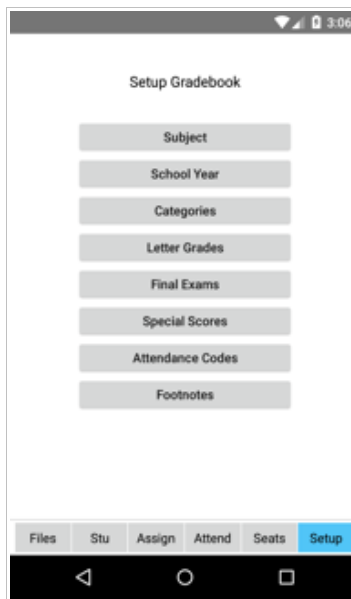 3:06
Setup Gradebook
Subject
School Year
Categories
Letter Grades
Final Exams
Special Scores
Attendance Codes
Footnotes
Files Stu Assign Attend Seats Setup